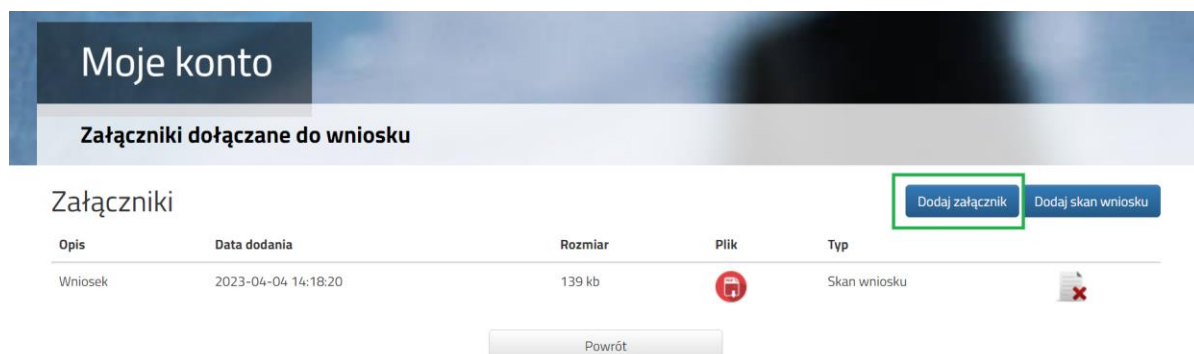 Moje konto
Załączniki dołączane do wniosku
Załączniki
Dodaj załącznik Dodaj skan wniosku
Opis Data dodania Rozmiar Plik Typ
Wniosek 2023-04-04 14:18:20 139 kb Skan wniosku
Powrót